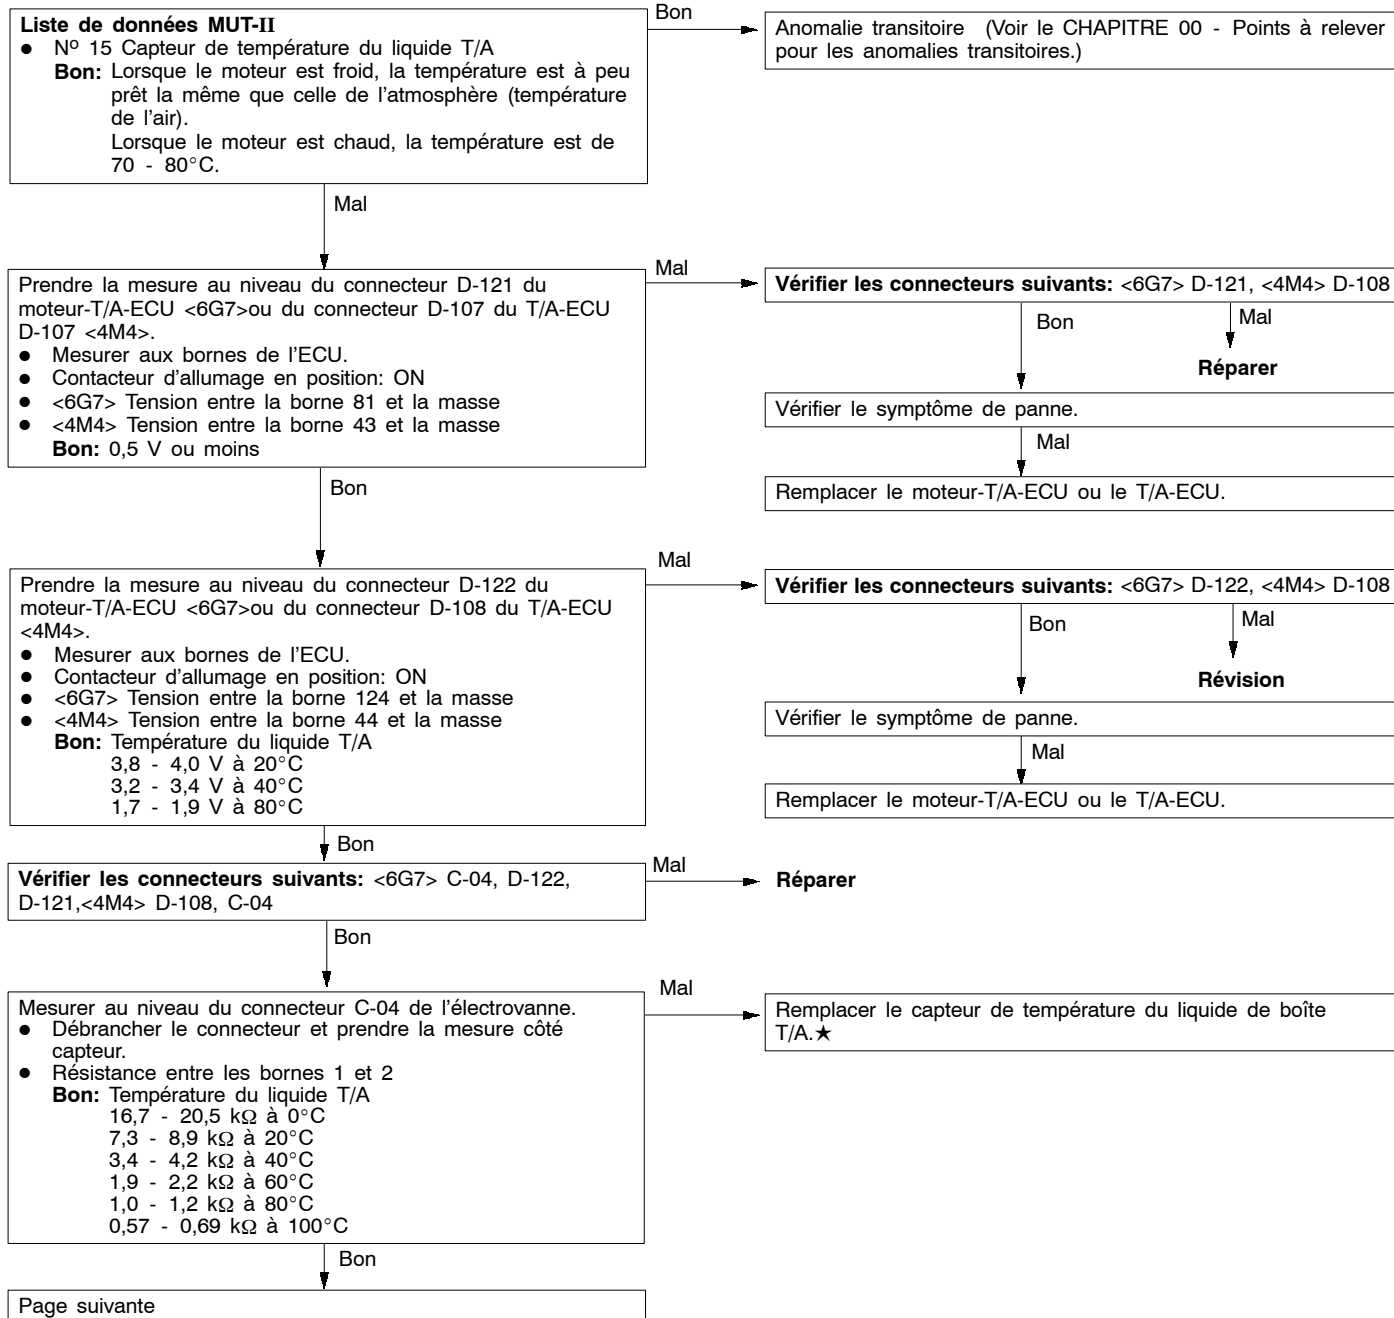 Liste de données MUT-II
● Nº 15 Capteur de température du liquide T/A
Bon: Lorsque le moteur est froid, la température est à peu
prêt la même que celle de l'atmosphère (température
de l'air).
Lorsque le moteur est chaud, la température est de
70 - 80°C.
Bon
Anomalie transitoire (Voir le CHAPITRE 00 - Points à relever
pour les anomalies transitoires.)
Mal
Prendre la mesure au niveau du connecteur D-121 du
moteur-T/A-ECU <6G7>ou du connecteur D-107 du T/A-ECU
D-107 <4M4>.
● Mesurer aux bornes de l'ECU.
● Contacteur d'allumage en position: ON
● <6G7> Tension entre la borne 81 et la masse
● <4M4> Tension entre la borne 43 et la masse
Bon: 0,5 V ou moins
Mal
Vérifier les connecteurs suivants: <6G7> D-121, <4M4> D-108
Bon
Mal
Réparer
Vérifier le symptôme de panne.
Mal
Remplacer le moteur-T/A-ECU ou le T/A-ECU.
Bon
Prendre la mesure au niveau du connecteur D-122 du
moteur-T/A-ECU <6G7>ou du connecteur D-108 du T/A-ECU
<4M4>.
● Mesurer aux bornes de l'ECU.
● Contacteur d'allumage en position: ON
● <6G7> Tension entre la borne 124 et la masse
● <4M4> Tension entre la borne 44 et la masse
Bon: Température du liquide T/A
3,8 - 4,0 V à 20°C
3,2 - 3,4 V à 40°C
1,7 - 1,9 V à 80°C
Mal
Vérifier les connecteurs suivants: <6G7> D-122, <4M4> D-108
Bon
Mal
Révision
Vérifier le symptôme de panne.
Mal
Remplacer le moteur-T/A-ECU ou le T/A-ECU.
Bon
Vérifier les connecteurs suivants: <6G7> C-04, D-122,
D-121,<4M4> D-108, C-04
Mal
Réparer
Bon
Mesurer au niveau du connecteur C-04 de l'électrovanne.
● Débrancher le connecteur et prendre la mesure côté
capteur.
● Résistance entre les bornes 1 et 2
Bon: Température du liquide T/A
16,7 - 20,5 kΩ à 0°C
7,3 - 8,9 kΩ à 20°C
3,4 - 4,2 kΩ à 40°C
1,9 - 2,2 kΩ à 60°C
1,0 - 1,2 kΩ à 80°C
0,57 - 0,69 kΩ à 100°C
Mal
Remplacer le capteur de température du liquide de boîte
T/A.★
Bon
Page suivante